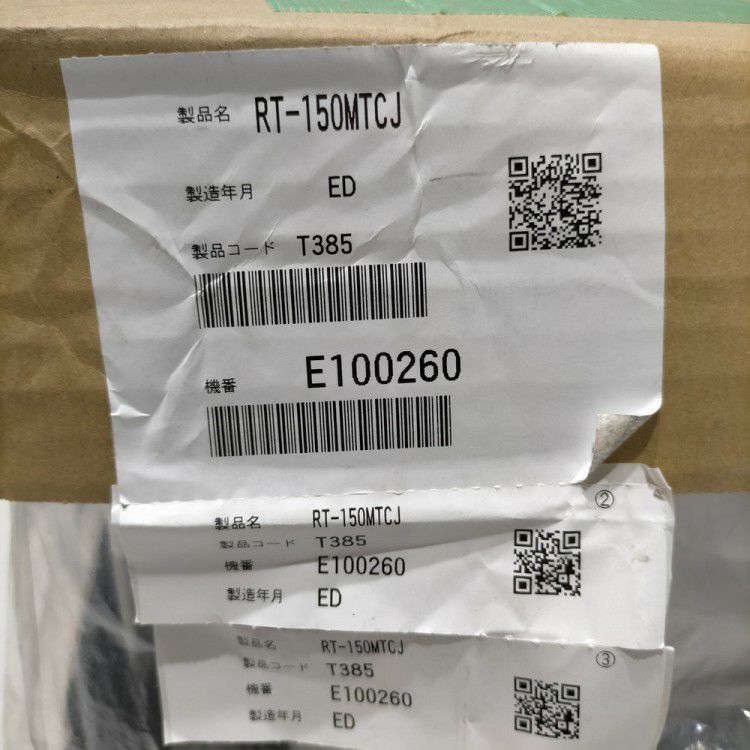 製品名 RT-150MTCJ
製造年月 ED
製品コード T385
機番 E100260
②
製品名 RT-150MTCJ
製品コード T385
機番 E100260
製造年月 ED
③
製品名 RT-150MTCJ
製品コード T385
機番 E100260
製造年月 ED